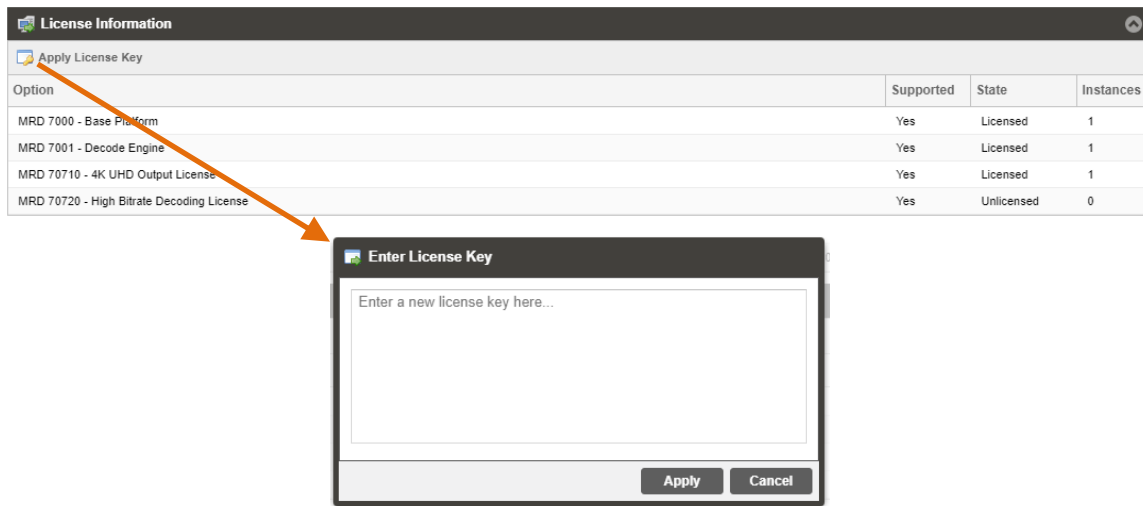 License Information
Apply License Key
Option Supported State Instances
MRD 7000 - Base Platform Yes Licensed 1
MRD 7001 - Decode Engine Yes Licensed 1
MRD 70710 - 4K UHD Output License Yes Licensed 1
MRD 70720 - High Bitrate Decoding License Yes Unlicensed 0
Enter License Key
Enter a new license key here...
Apply Cancel